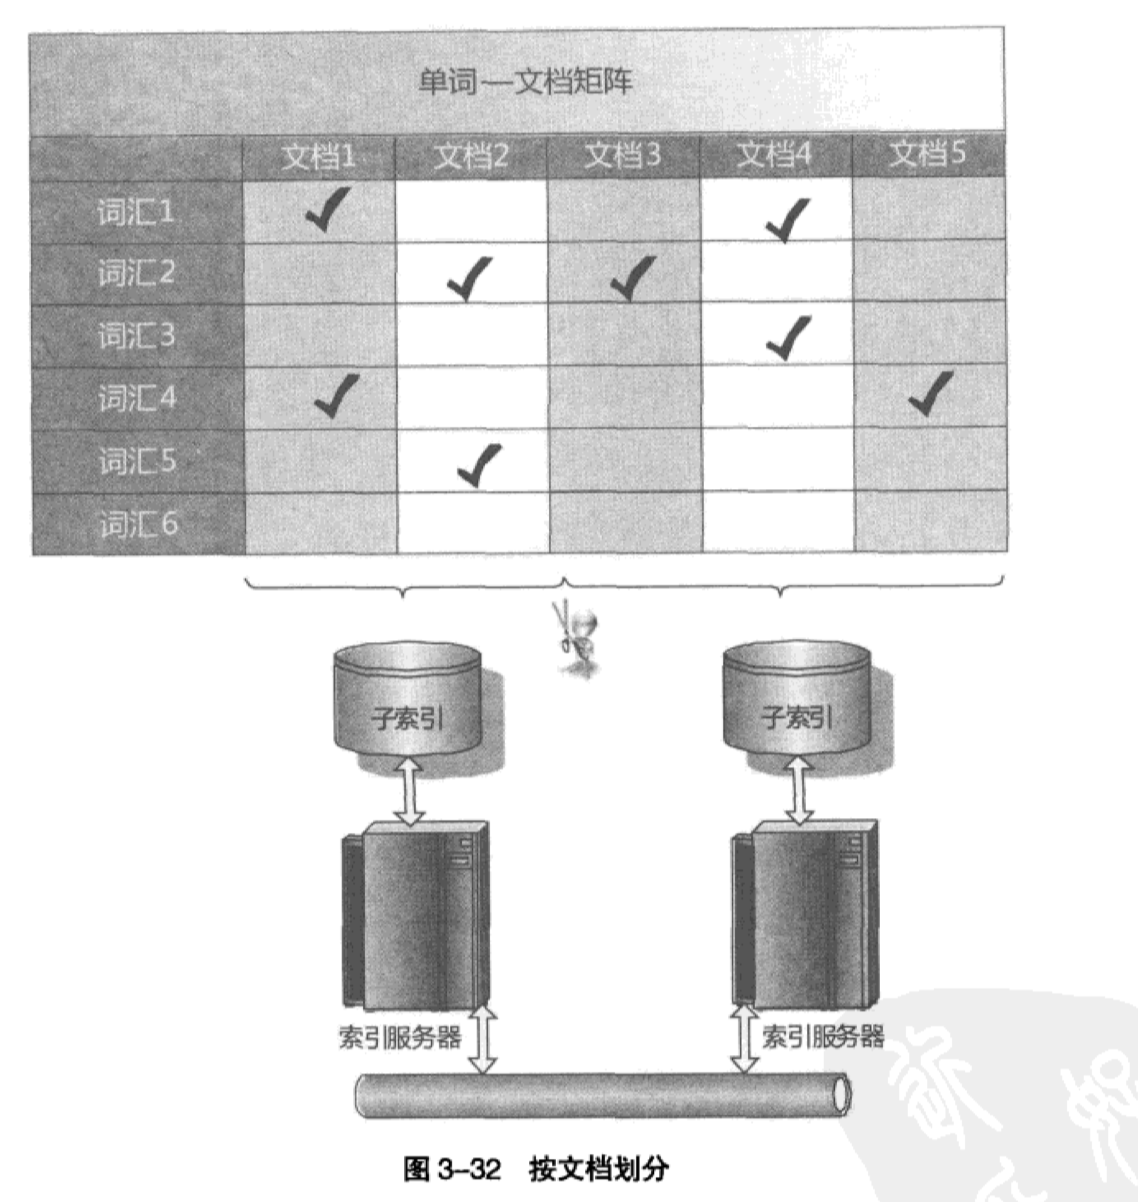 单词—文档矩阵
文档1 文档2 文档3 文档4 文档5
词汇1
词汇2
词汇3
词汇4
词汇5
词汇6
子索引 子索引
索引服务器 索引服务器
图 3-32 按文档划分